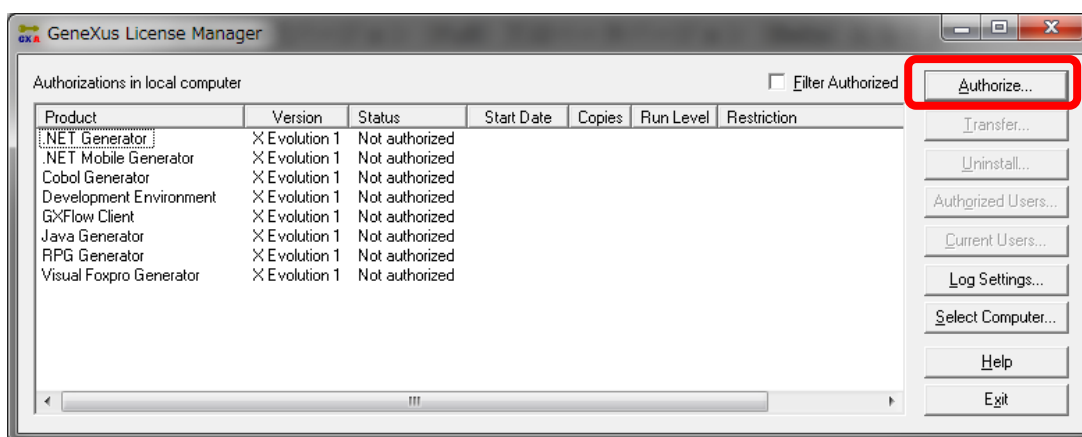 GX GeneXus License Manager
Authorizations in local computer
Filter Authorized
Authorize...
Product Version Status Start Date Copies Run Level Restriction
.NET Generator X Evolution 1 Not authorized
.NET Mobile Generator X Evolution 1 Not authorized
Cobol Generator X Evolution 1 Not authorized
Development Environment X Evolution 1 Not authorized
GXFlow Client X Evolution 1 Not authorized
Java Generator X Evolution 1 Not authorized
RPG Generator X Evolution 1 Not authorized
Visual Foxpro Generator X Evolution 1 Not authorized
Transfer...
Uninstall...
Authorized Users...
Current Users...
Log Settings...
Select Computer...
Help
Exit